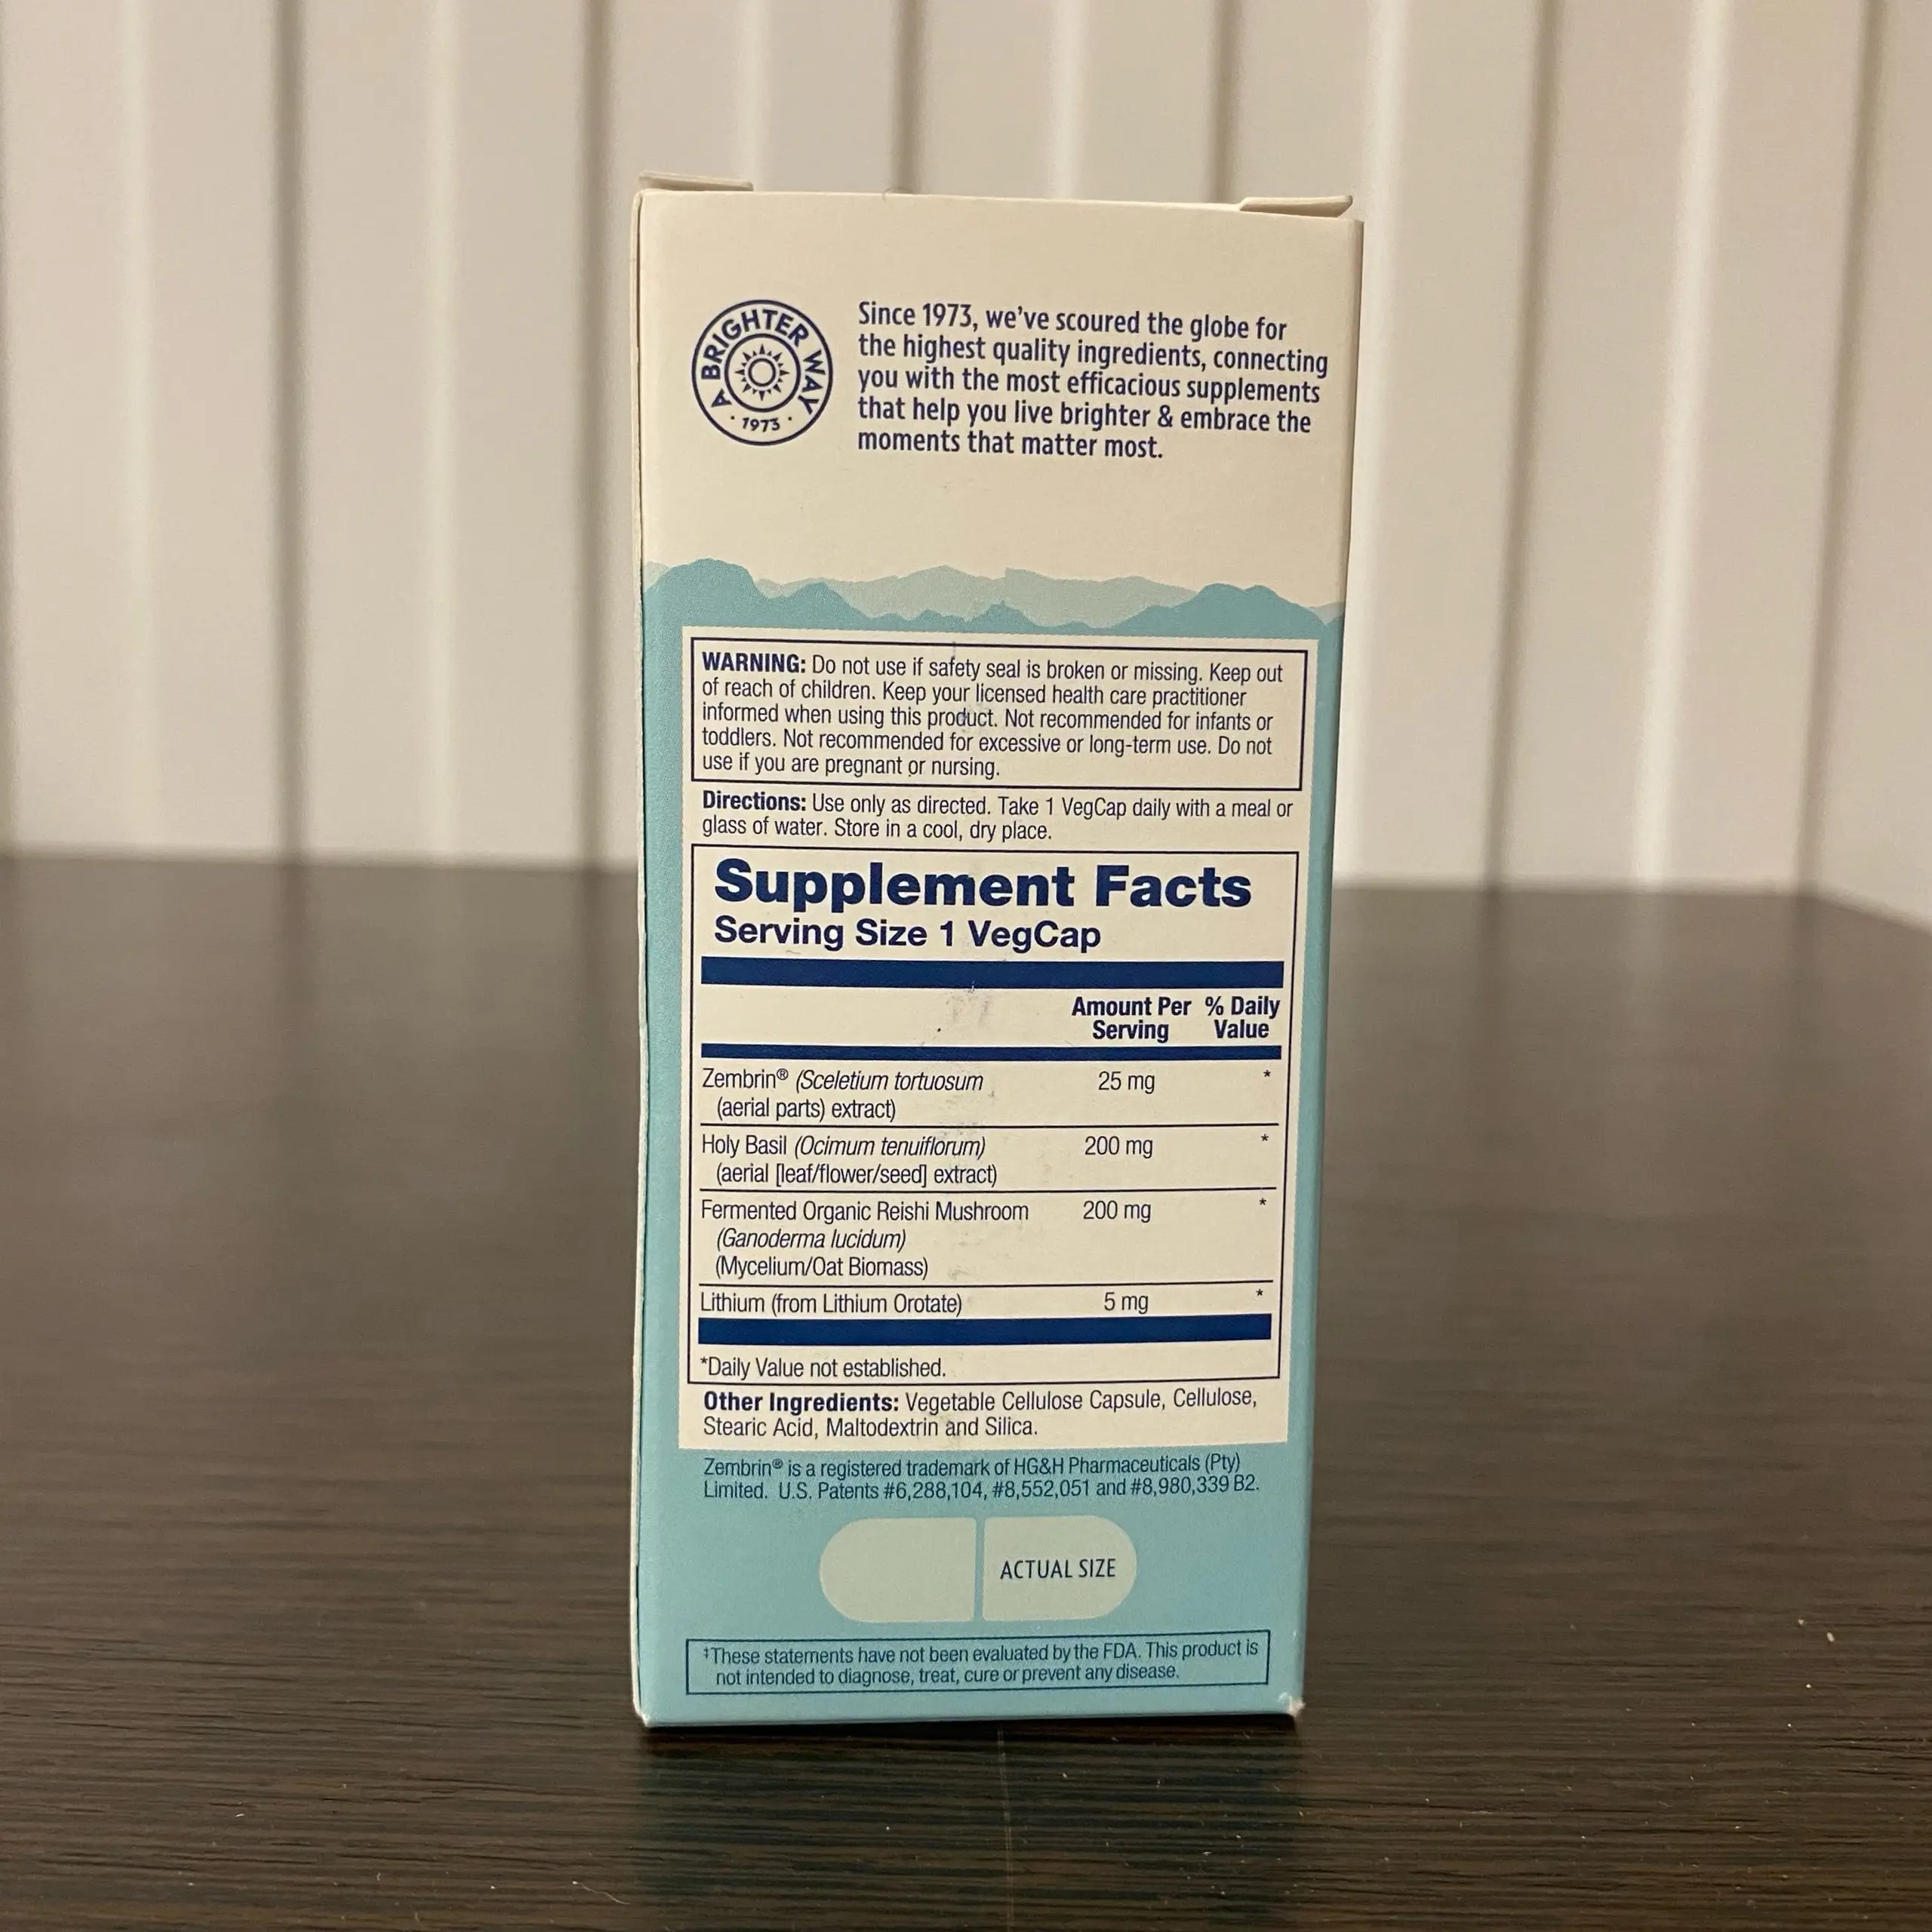 A BRIGHTER WAY
· 1973 ·
Since 1973, we've scoured the globe for
the highest quality ingredients, connecting
you with the most efficacious supplements
that help you live brighter & embrace the
moments that matter most.
WARNING: Do not use if safety seal is broken or missing. Keep out
of reach of children. Keep your licensed health care practitioner
informed when using this product. Not recommended for infants or
toddlers. Not recommended for excessive or long-term use. Do not
use if you are pregnant or nursing.
Directions: Use only as directed. Take 1 VegCap daily with a meal or
glass of water. Store in a cool, dry place.
Supplement Facts
Serving Size 1 VegCap
Amount Per % Daily
Serving Value
Zembrin® (Sceletium tortuosum 25 mg *
(aerial parts) extract)
Holy Basil (Ocimum tenuiflorum) 200 mg *
(aerial [leaf/flower/seed] extract)
Fermented Organic Reishi Mushroom 200 mg *
(Ganoderma lucidum)
(Mycelium/Oat Biomass)
Lithium (from Lithium Orotate) 5 mg *
*Daily Value not established.
Other Ingredients: Vegetable Cellulose Capsule, Cellulose,
Stearic Acid, Maltodextrin and Silica.
Zembrin® is a registered trademark of HG&H Pharmaceuticals (Pty)
Limited. U.S. Patents #6,288,104, #8,552,051 and #8,980,339 B2.
ACTUAL SIZE
‡These statements have not been evaluated by the FDA. This product is
not intended to diagnose, treat, cure or prevent any disease.